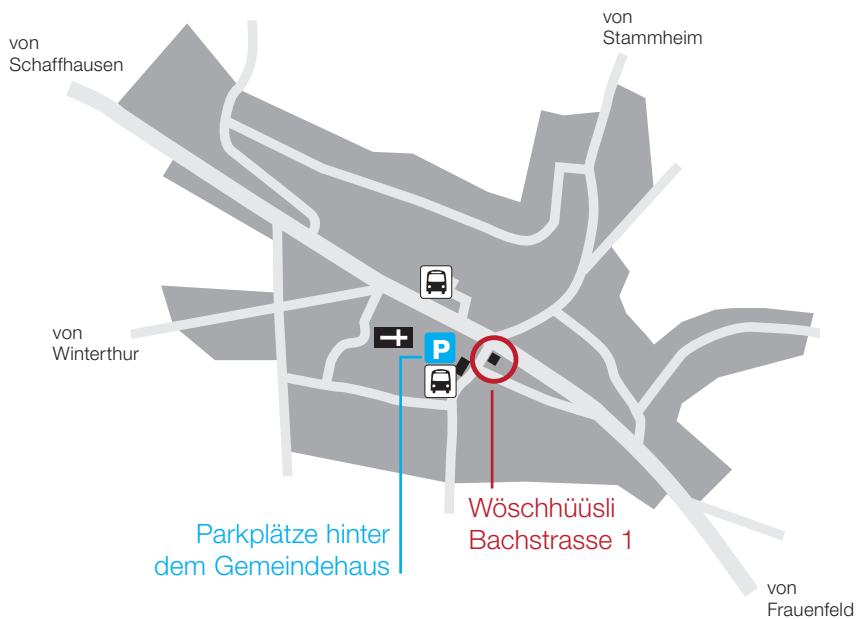 von
Schaffhausen
von
Stammheim
von
Winterthur
P
Parkplätze hinter
dem Gemeindehaus
Wöschhüüsli
Bachstrasse 1
von
Frauenfeld